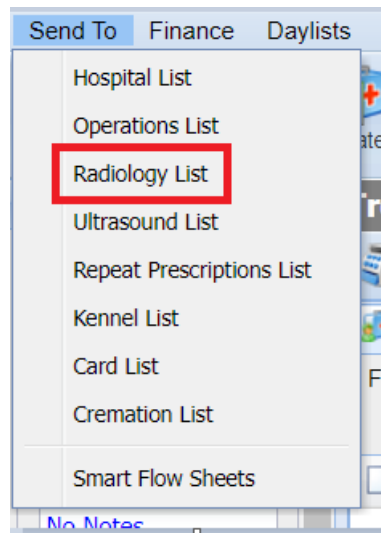 Send To Finance Daylists
Hospital List
Operations List
Radiology List
Ultrasound List
Repeat Prescriptions List
Kennel List
Card List
Cremation List
Smart Flow Sheets
No Notes